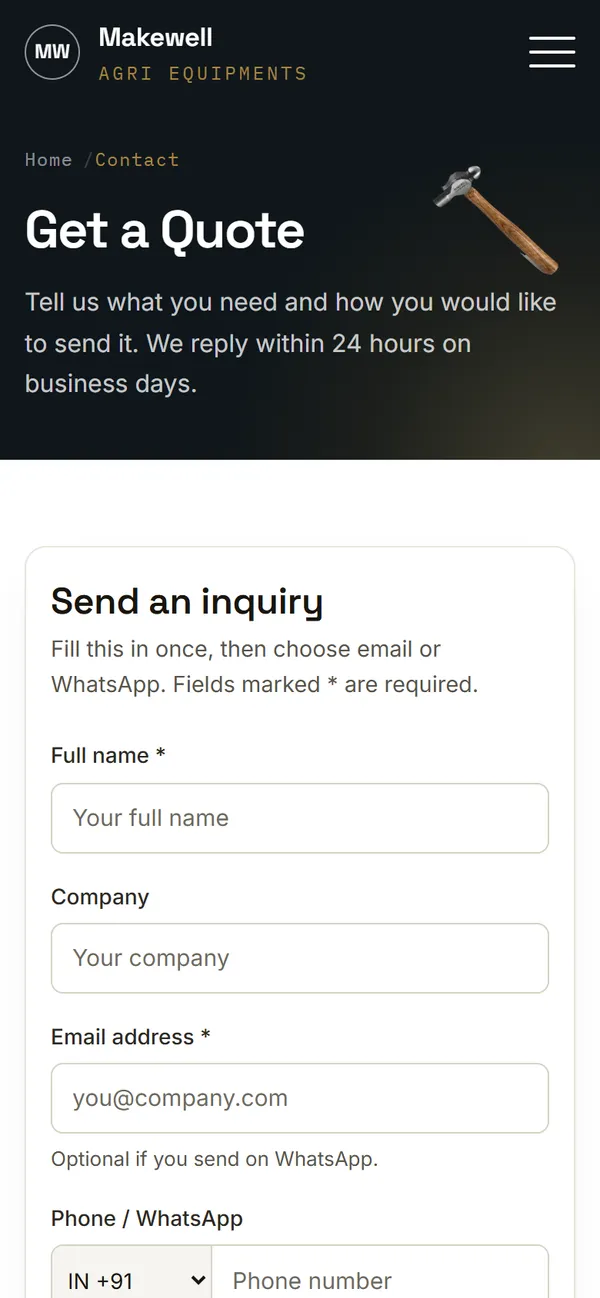 MW
Makewell
AGRI EQUIPMENTS
Home /Contact
Get a Quote
Tell us what you need and how you would like
to send it. We reply within 24 hours on
business days.
Send an inquiry
Fill this in once, then choose email or
WhatsApp. Fields marked * are required.
Full name *
Your full name
Company
Your company
Email address *
you@company.com
Optional if you send on WhatsApp.
Phone / WhatsApp
IN +91
Phone number